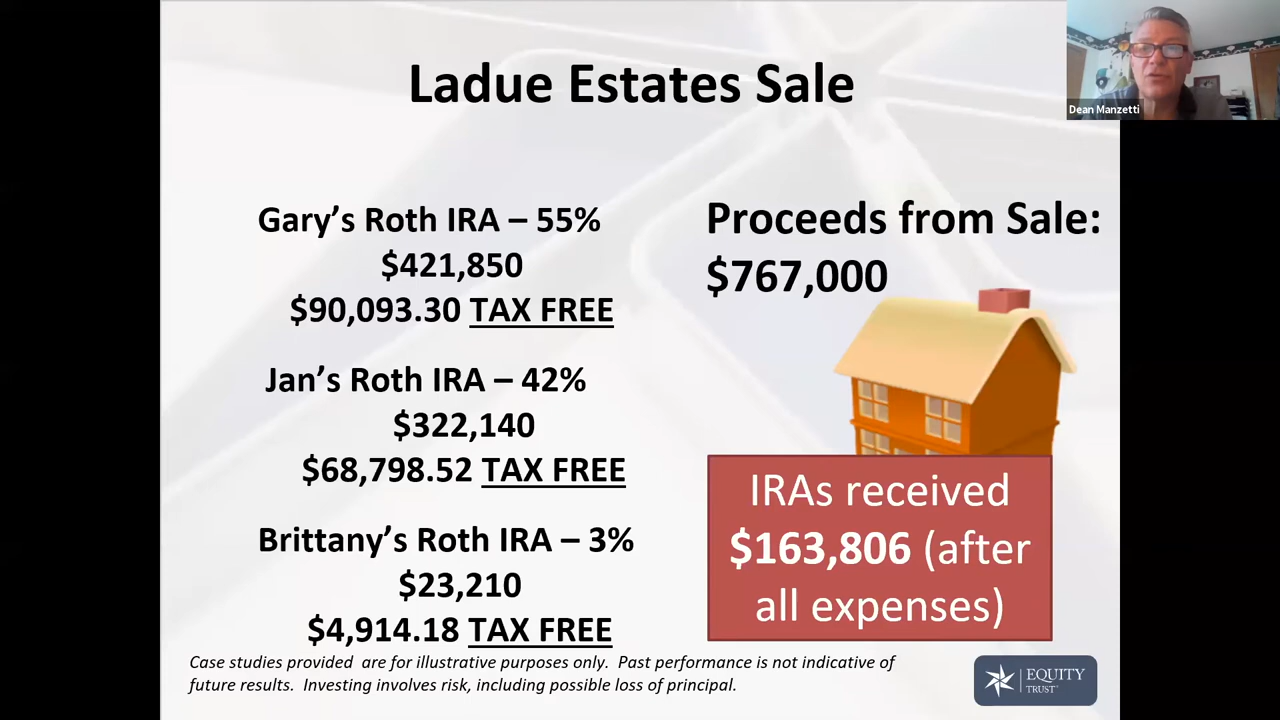 Ladue Estates Sale
Dean Manzetti
Gary’s Roth IRA – 55%
$421,850
$90,093.30 TAX FREE
Jan’s Roth IRA – 42%
$322,140
$68,798.52 TAX FREE
Brittany’s Roth IRA – 3%
$23,210
$4,914.18 TAX FREE
Proceeds from Sale:
$767,000
IRAs received
$163,806 (after
all expenses)
Case studies provided are for illustrative purposes only. Past performance is not indicative of
future results. Investing involves risk, including possible loss of principal.
EQUITY
TRUST